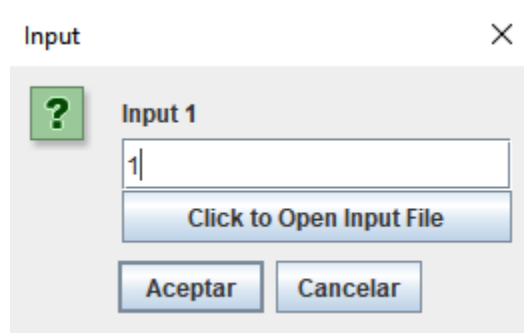 Input
?
Input 1
1
Click to Open Input File
Aceptar Cancelar